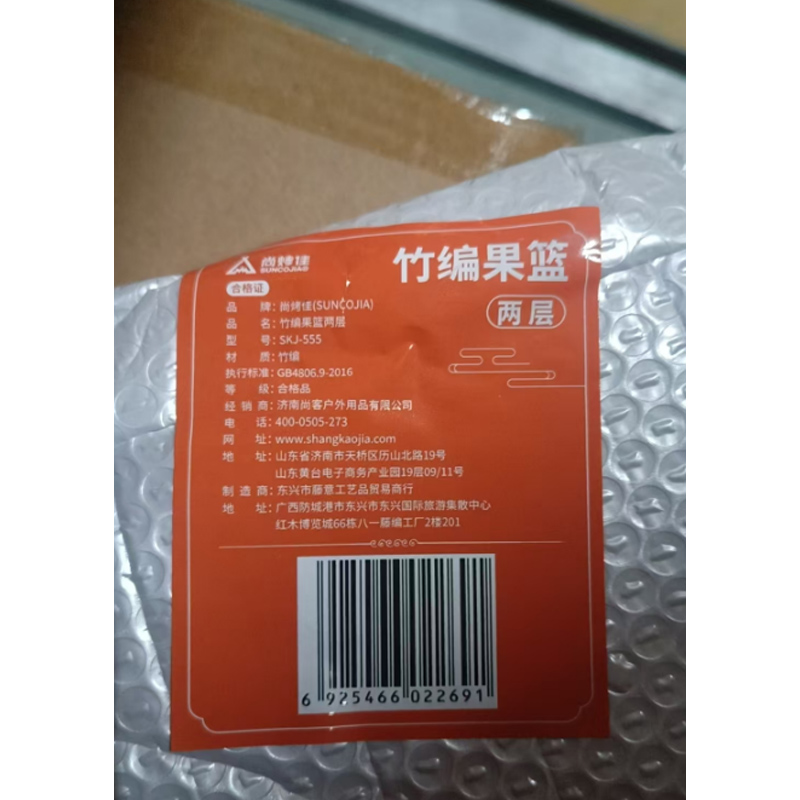 尚烤佳
SUNCOJIAO
竹编果篮
两层
合格证
品 牌：尚烤佳(SUNCOJIA)
品 名：竹编果篮两层
型 号：SKJ-555
材 质：竹编
执行标准：GB4806.9-2016
等 级：合格品
经 销 商：济南尚客户外用品有限公司
电 话：400-0505-273
网 址：www.shangkaojia.com
地 址：山东省济南市天桥区历山北路19号
山东黄台电子商务产业园19层09/11号
制 造 商：东兴市藤意工艺品贸易商行
地 址：广西防城港市东兴市东兴国际旅游集散中心
红木博览城66栋八一藤编工厂2楼201
6 925466 022691